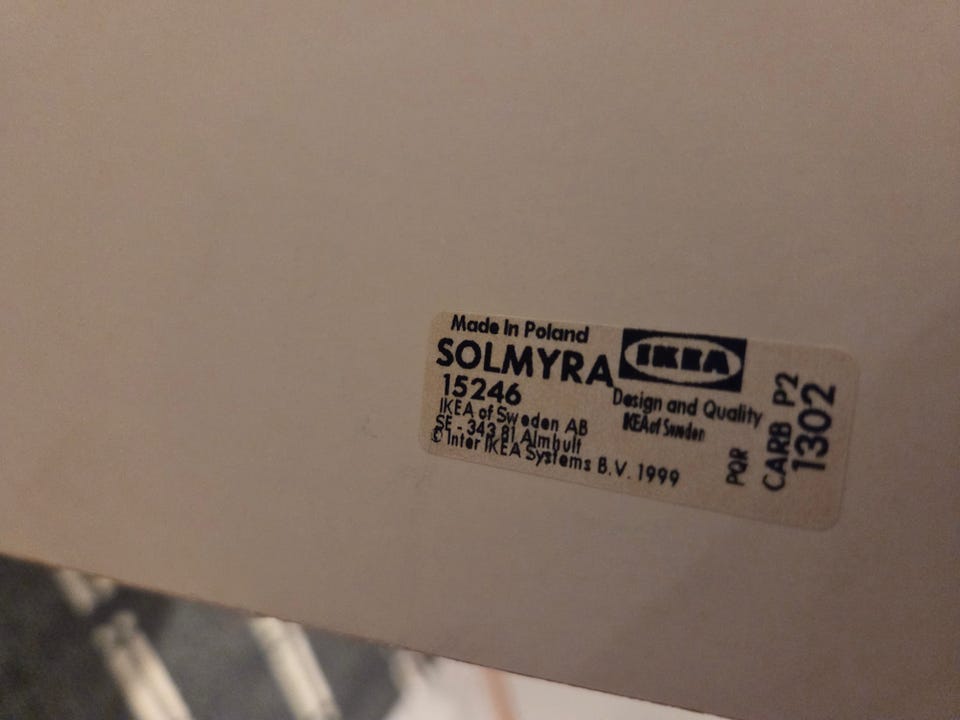 Made In Poland
SOLMYRA
15246
IKEA of Sweden AB
SE - 343 81 Almhult
© Inter IKEA Systems B.V. 1999
IKEA
Design and Quality
IKEA of Sweden
PQR
CARB P2
1302